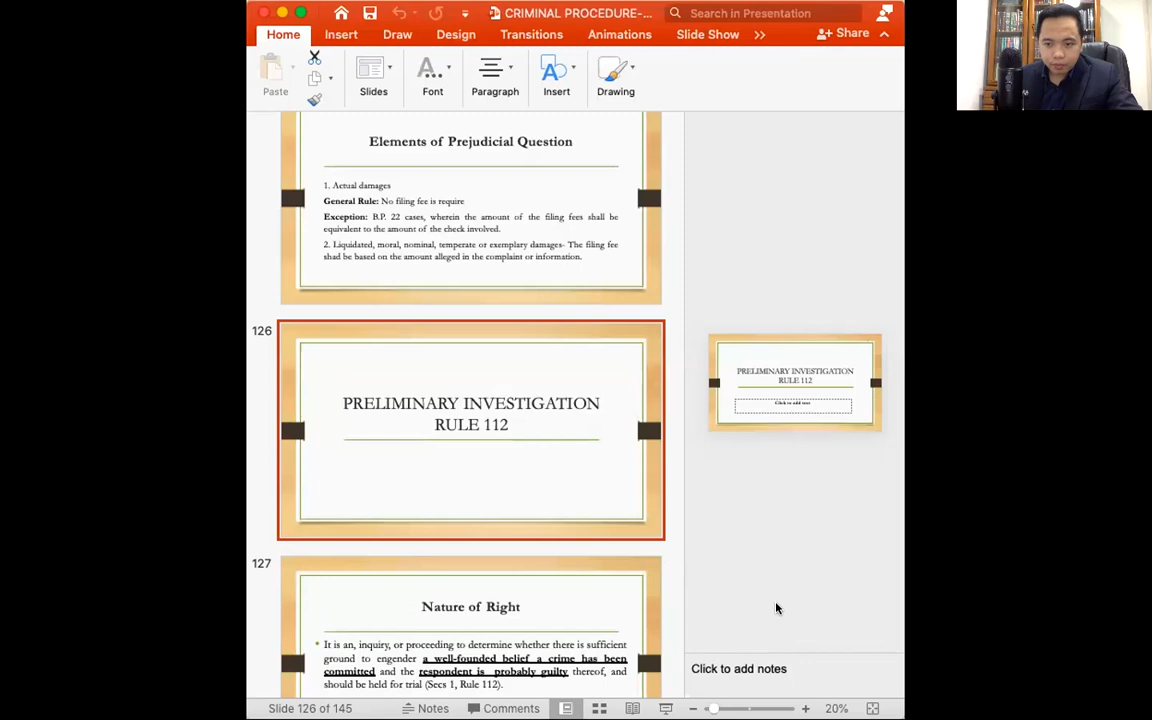 CRIMINAL PROCEDURE-...
Search in Presentation
Home Insert Draw Design Transitions Animations Slide Show Share
Paste Slides Font Paragraph Insert Drawing
Elements of Prejudicial Question
1. Actual damages
General Rule: No filing fee is require
Exception: B.P. 22 cases, wherein the amount of the filing fees shall be
equivalent to the amount of the check involved.
2. Liquidated, moral, nominal, temperate or exemplary damages- The filing fee
shad be based on the amount alleged in the complaint or information.
126
PRELIMINARY INVESTIGATION
RULE 112
PRELIMINARY INVESTIGATION
RULE 112
Click to add text
127
Nature of Right
• It is an, inquiry, or proceeding to determine whether there is sufficient
ground to engender a well-founded belief a crime has been
committed and the respondent is probably guilty thereof, and
should be held for trial (Secs 1, Rule 112).
Click to add notes
Slide 126 of 145 Notes Comments 20%